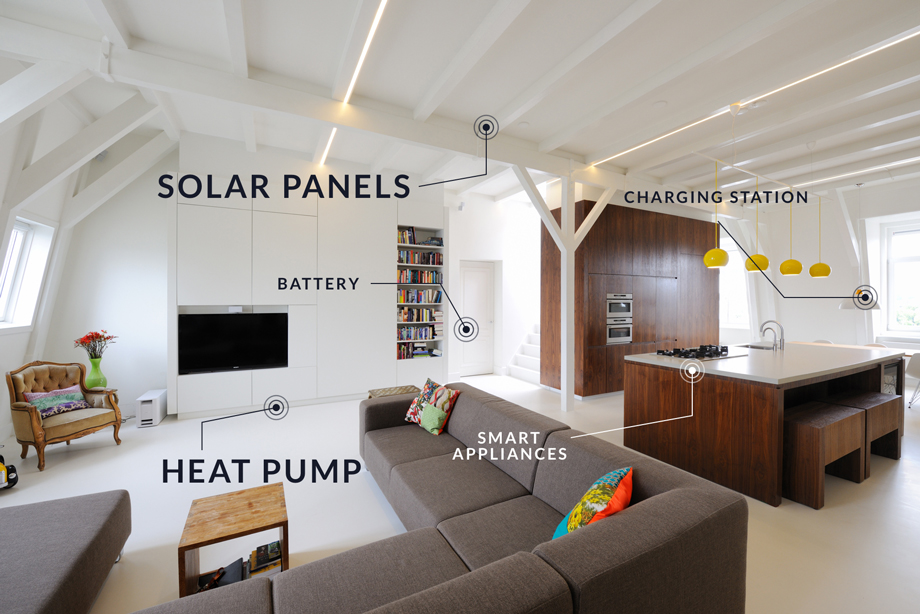 SOLAR PANELS
CHARGING STATION
BATTERY
SMART
APPLIANCES
HEAT PUMP